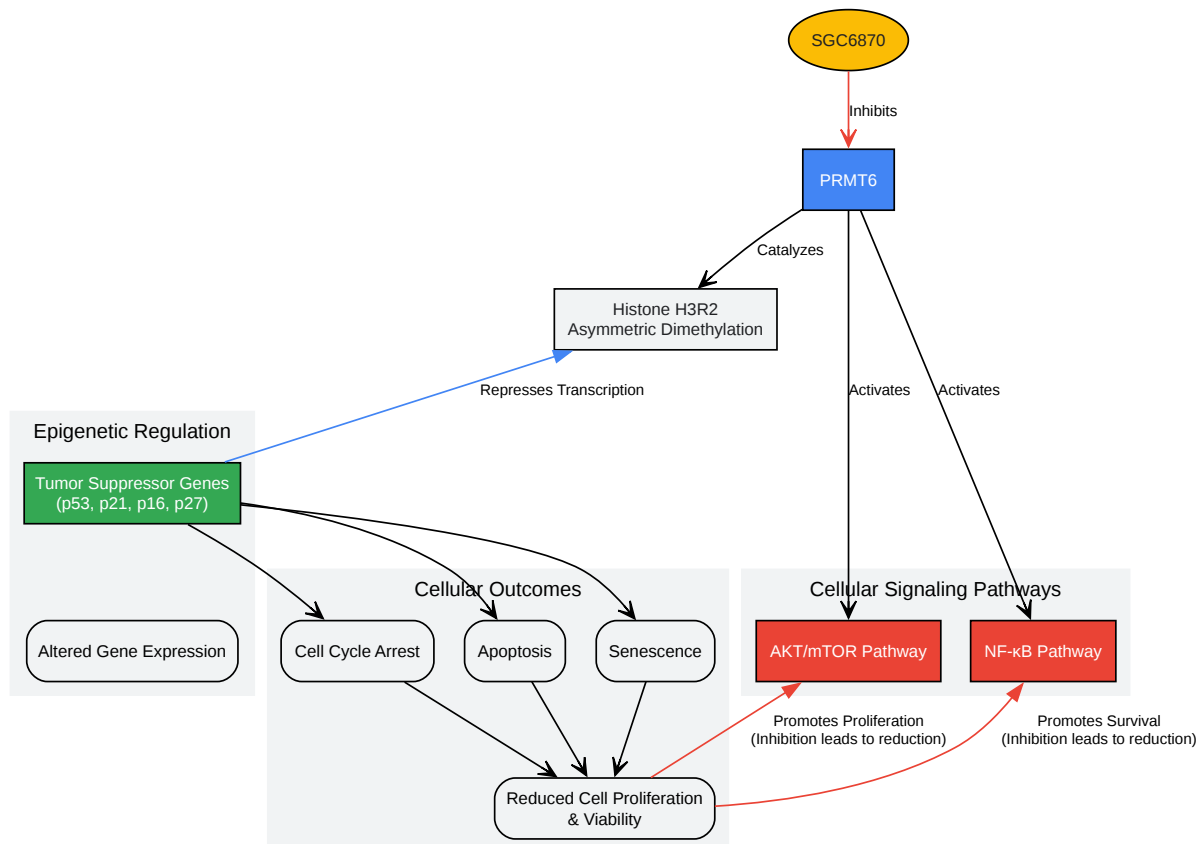 SGC6870
Inhibits
PRMT6
Catalyzes
Histone H3R2
Asymmetric Dimethylation
Represses Transcription
Activates
Activates
Epigenetic Regulation
Tumor Suppressor Genes
(p53, p21, p16, p27)
Altered Gene Expression
Cellular Outcomes
Cell Cycle Arrest
Apoptosis
Senescence
Cellular Signaling Pathways
AKT/mTOR Pathway
NF-κB Pathway
Promotes Proliferation
(Inhibition leads to reduction)
Promotes Survival
(Inhibition leads to reduction)
Reduced Cell Proliferation
& Viability